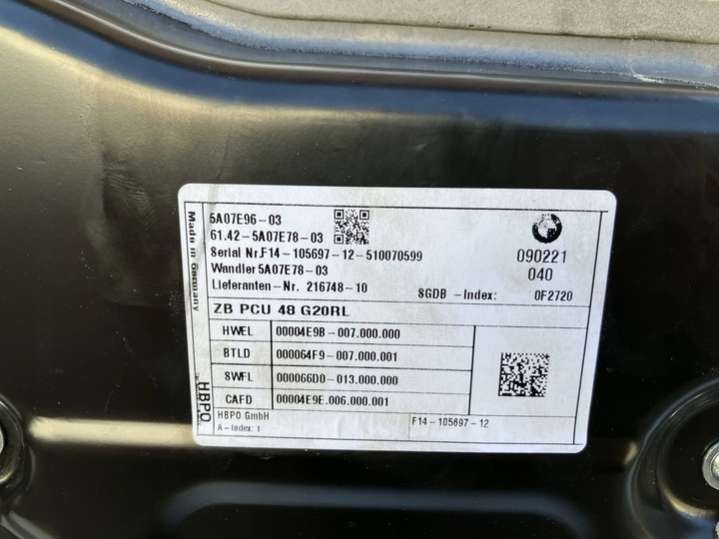 5A07E96-03
61.42-5A07E78-03
Serial Nr.F14-105697-12-510070599
Wandler 5A07E78-03
Lieferanten-Nr. 216748-10
090221
040
SGDB -Index: 0F2720
ZB PCU 48 G20RL
HWEL 00004E9B-007.000.000
BTLD 000064F9-007.000.001
SWFL 000066D0-013.000.000
CAFD 00004E9E.006.000.001
HBPO GmbH
A-Index: 1
F14-105697-12
Made in Germany
HBPO